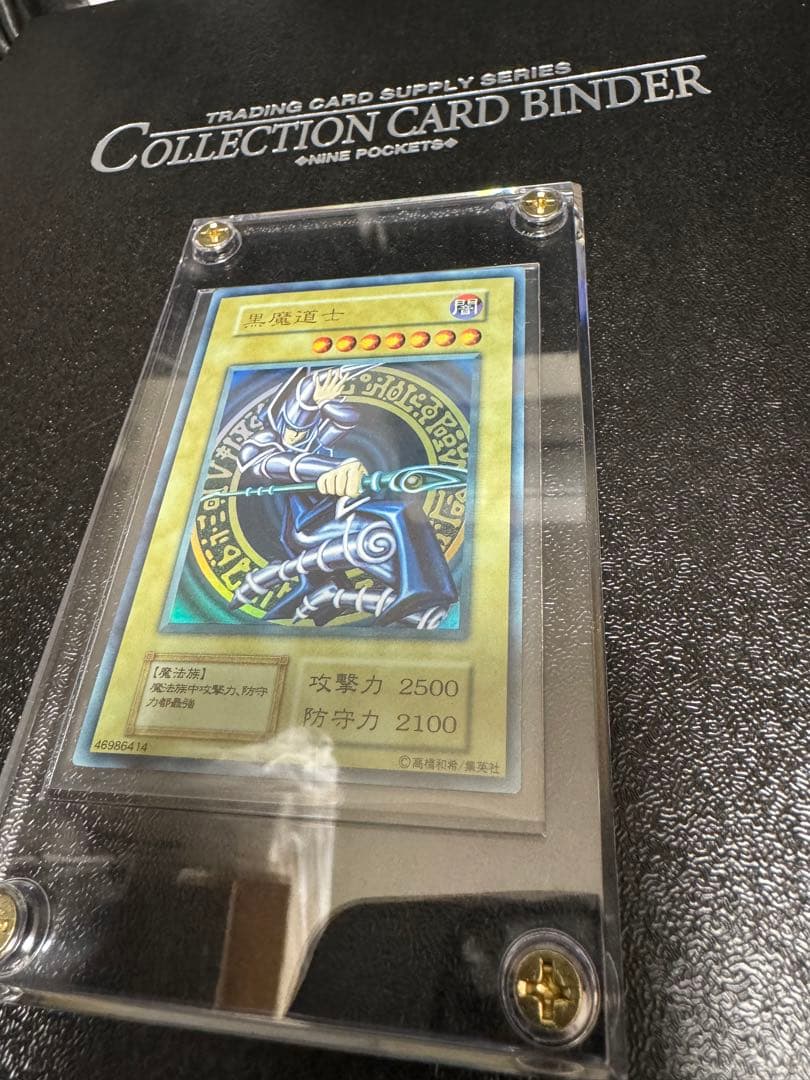 TRADING CARD SUPPLY SERIES
COLLECTION CARD BINDER
◆NINE POCKETS◆
黒魔道士
闇
【魔法族】
魔法族中攻擊力、防守
力都最強
攻擊力 2500
防守力 2100
46986414
©高橋和希/集英社